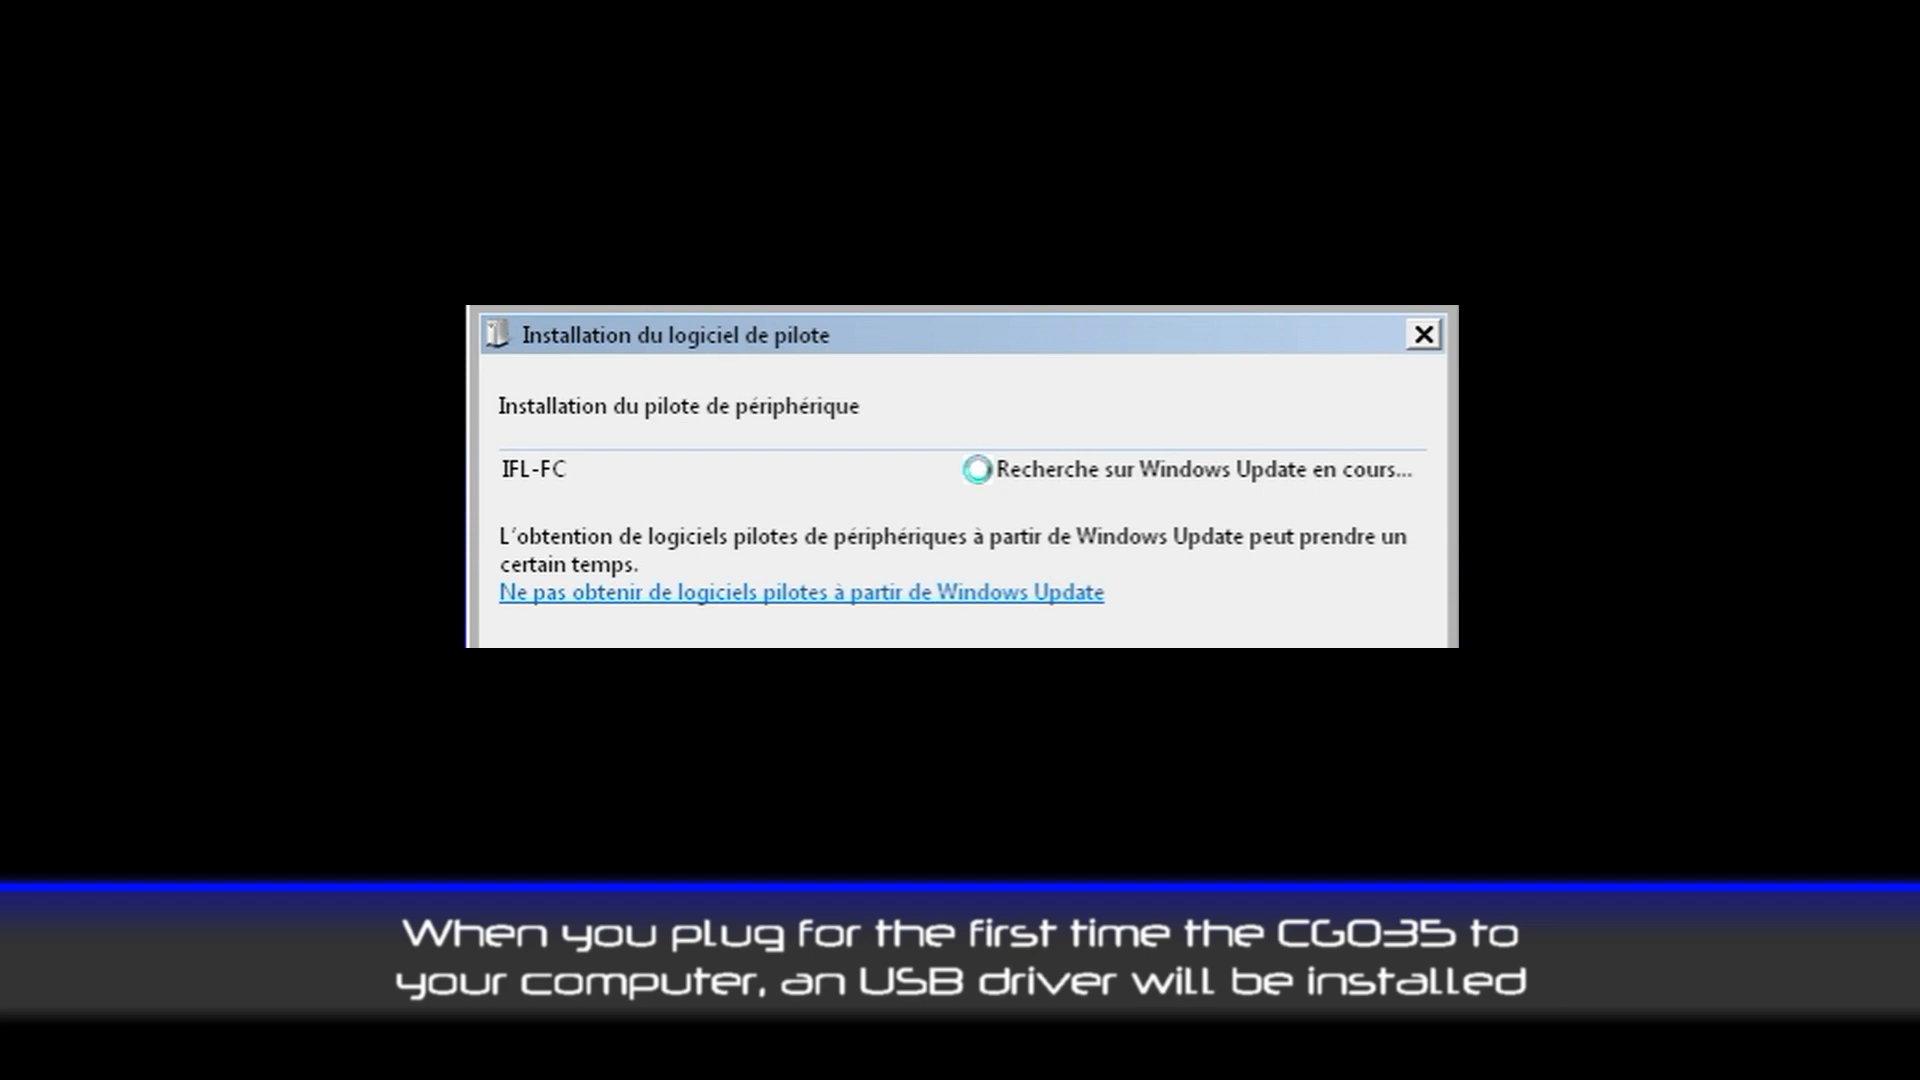 Installation du logiciel de pilote
Installation du pilote de périphérique
IFL-FC Recherche sur Windows Update en cours...
L'obtention de logiciels pilotes de périphériques à partir de Windows Update peut prendre un
certain temps.
Ne pas obtenir de logiciels pilotes à partir de Windows Update
When you plug for the first time the CG035 to
your computer, an USB driver will be installed